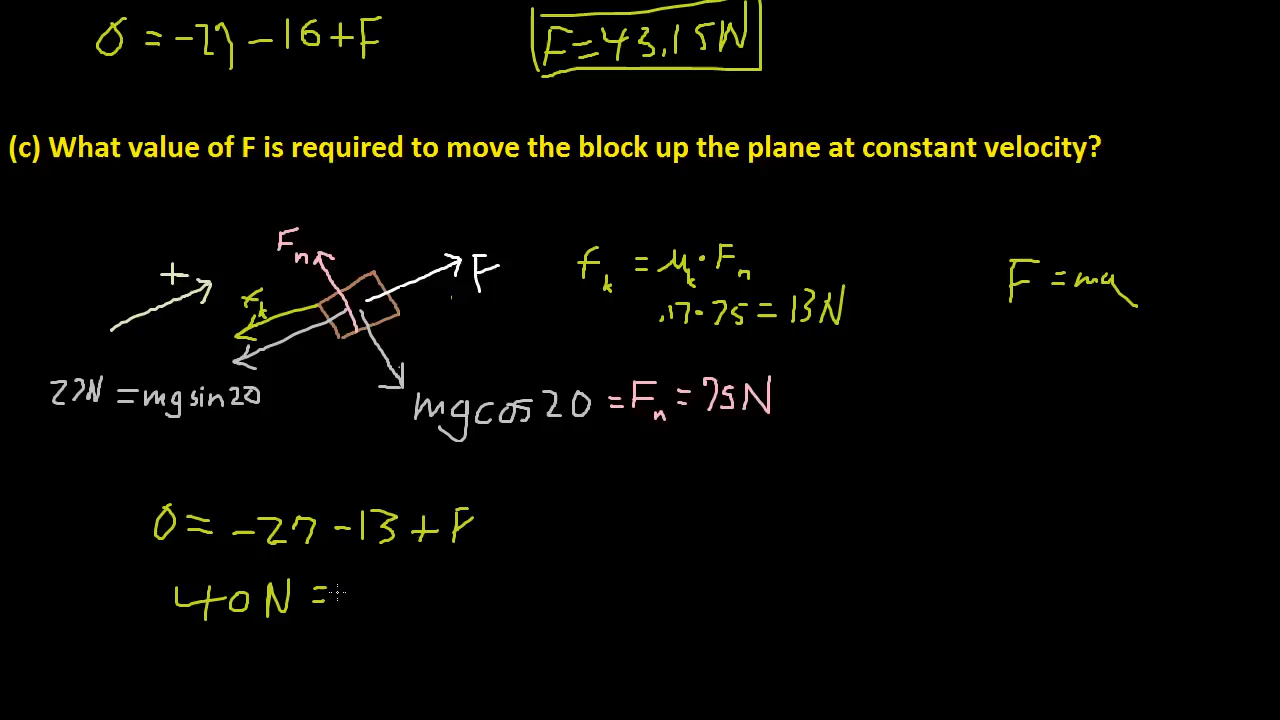 0 = -27 - 16 + F
F = 43.15N
(c) What value of F is required to move the block up the plane at constant velocity?
Fn
+
F
fk
fk = μk · Fn
.17 · 75 = 13N
F = ma
27N = mg sin 20
mg cos 20 = Fn = 75N
0 = -27 - 13 + F
40N =